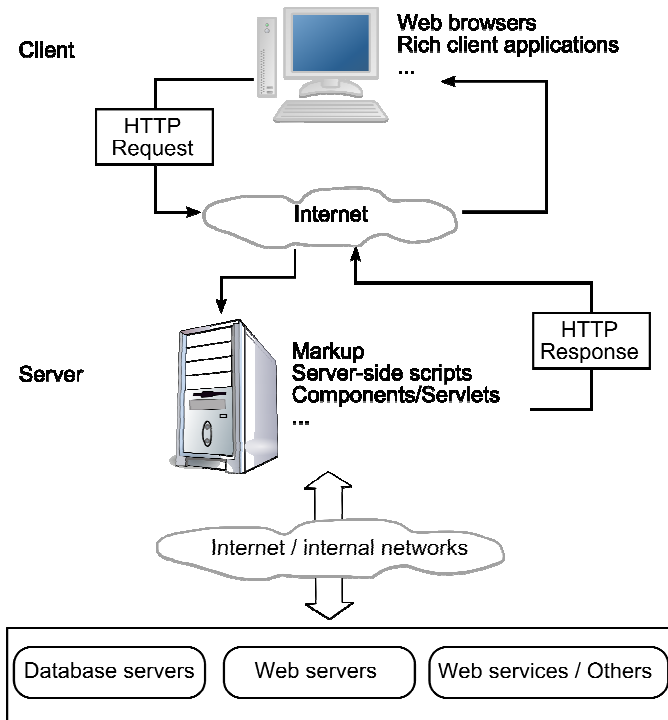 Client
Web browsers
Rich client applications
...
HTTP
Request
Internet
HTTP
Response
Server
Markup
Server-side scripts
Components/Servlets
...
Internet / internal networks
Database servers
Web servers
Web services / Others